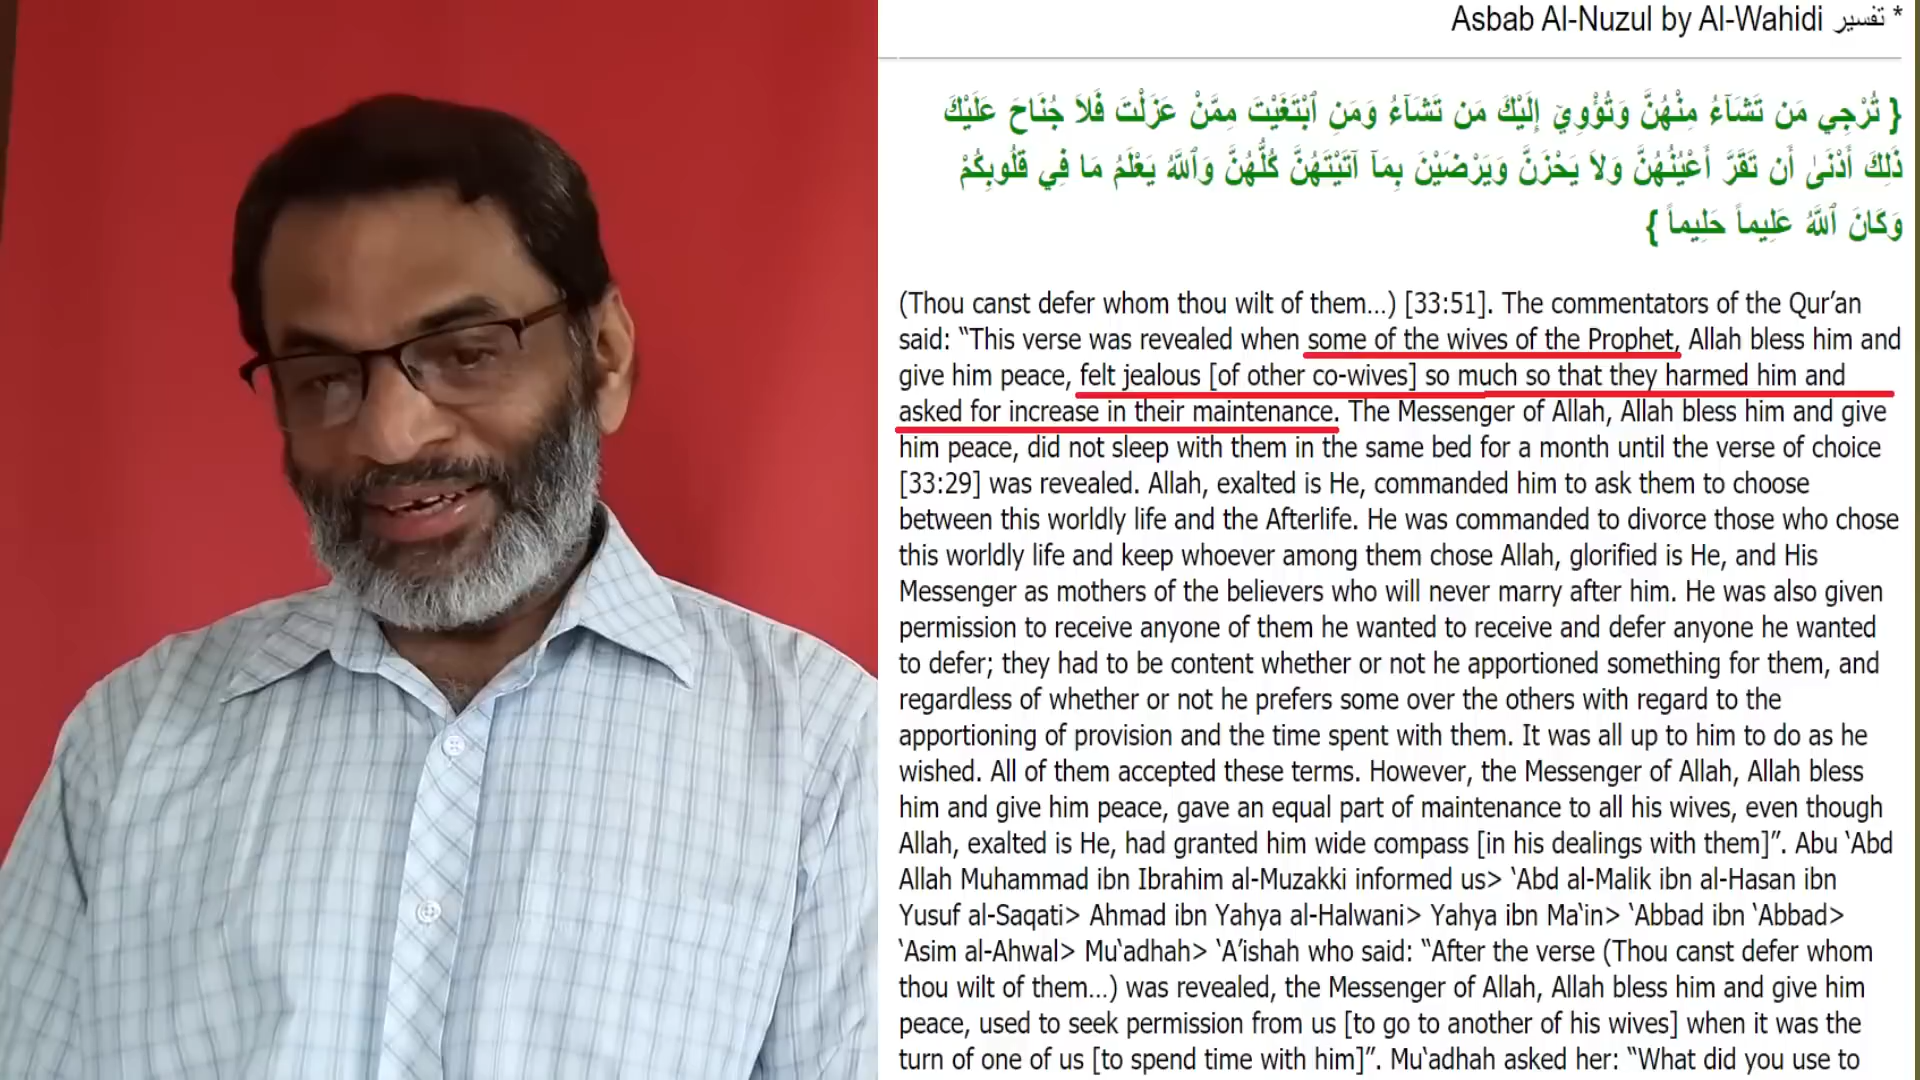 * تفسير Asbab Al-Nuzul by Al-Wahidi
{ تُرْجِي مَن تَشَآءُ مِنْهُنَّ وَتُؤْوِيۤ إِلَيْكَ مَن تَشَآءُ وَمَنِ ٱبْتَغَيْتَ مِمَّنْ عَزَلْتَ فَلاَ جُنَاحَ عَلَيْكَ
ذَلِكَ أَدْنَىٰ أَن تَقَرَّ أَعْيُنُهُنَّ وَلاَ يَحْزَنَّ وَيَرْضَيْنَ بِمَآ آتَيْتَهُنَّ كُلُّهُنَّ وَٱللَّهُ يَعْلَمُ مَا فِي قلُوبِكُمْ
وَكَانَ ٱللَّهُ عَلِيماً حَلِيماً }
(Thou canst defer whom thou wilt of them…) [33:51]. The commentators of the Qur’an
said: “This verse was revealed when some of the wives of the Prophet, Allah bless him and
give him peace, felt jealous [of other co-wives] so much so that they harmed him and
asked for increase in their maintenance. The Messenger of Allah, Allah bless him and give
him peace, did not sleep with them in the same bed for a month until the verse of choice
[33:29] was revealed. Allah, exalted is He, commanded him to ask them to choose
between this worldly life and the Afterlife. He was commanded to divorce those who chose
this worldly life and keep whoever among them chose Allah, glorified is He, and His
Messenger as mothers of the believers who will never marry after him. He was also given
permission to receive anyone of them he wanted to receive and defer anyone he wanted
to defer; they had to be content whether or not he apportioned something for them, and
regardless of whether or not he prefers some over the others with regard to the
apportioning of provision and the time spent with them. It was all up to him to do as he
wished. All of them accepted these terms. However, the Messenger of Allah, Allah bless
him and give him peace, gave an equal part of maintenance to all his wives, even though
Allah, exalted is He, had granted him wide compass [in his dealings with them]”. Abu ‘Abd
Allah Muhammad ibn Ibrahim al-Muzakki informed us> ‘Abd al-Malik ibn al-Hasan ibn
Yusuf al-Saqati> Ahmad ibn Yahya al-Halwani> Yahya ibn Ma‘in> ‘Abbad ibn ‘Abbad>
‘Asim al-Ahwal> Mu‘adhah> ‘A’ishah who said: “After the verse (Thou canst defer whom
thou wilt of them…) was revealed, the Messenger of Allah, Allah bless him and give him
peace, used to seek permission from us [to go to another of his wives] when it was the
turn of one of us [to spend time with him]”. Mu‘adhah asked her: “What did you use to